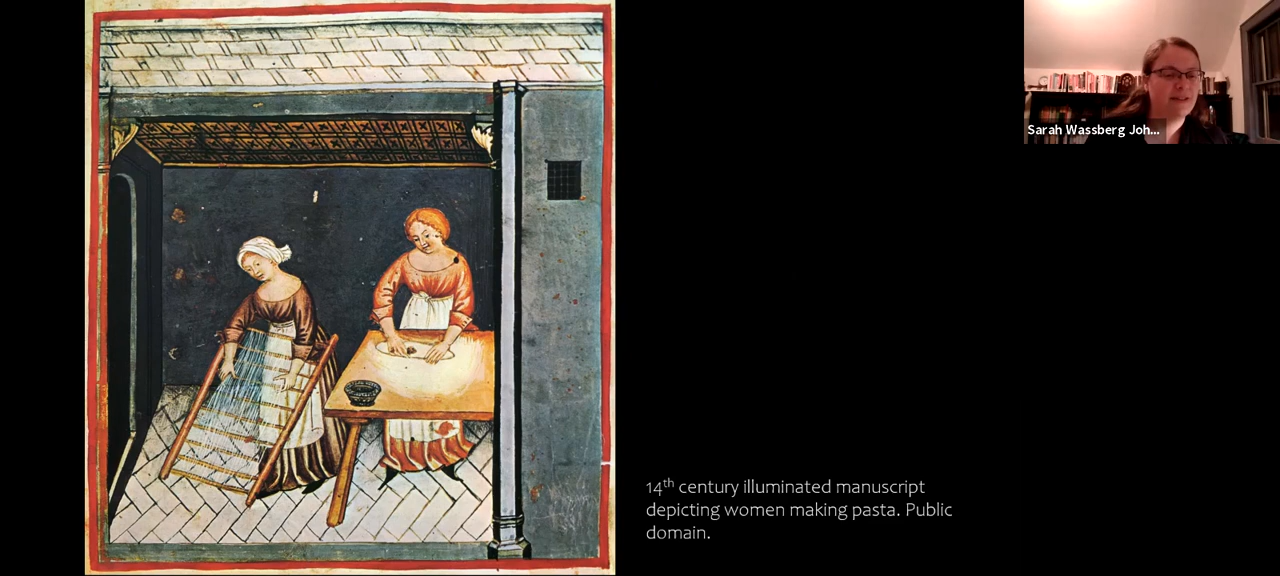 Sarah Wassberg Joh...
14th century illuminated manuscript
depicting women making pasta. Public
domain.